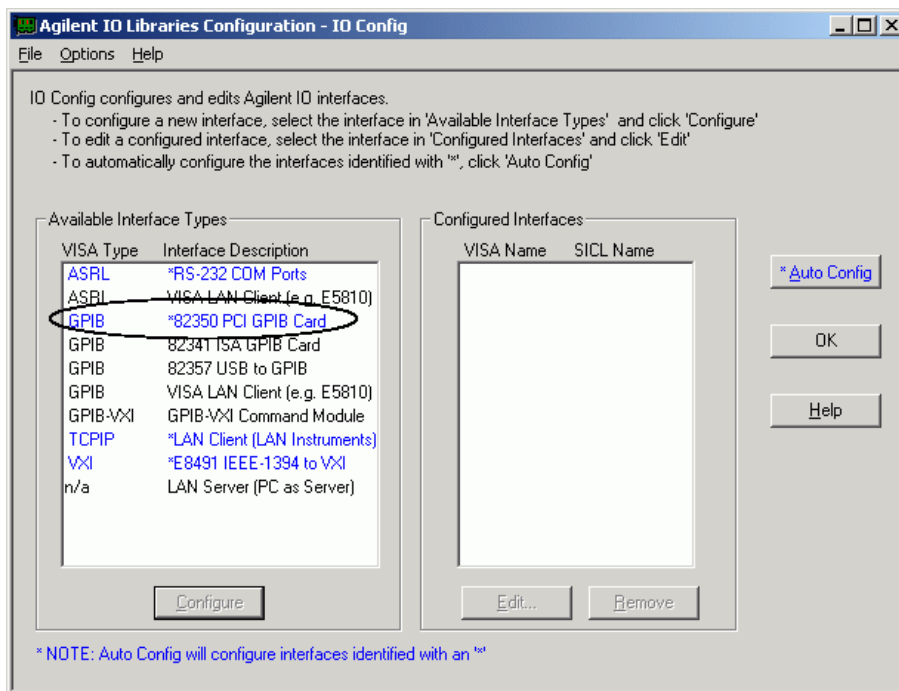 Agilent IO Libraries Configuration - IO Config
File Options Help
IO Config configures and edits Agilent IO interfaces.
- To configure a new interface, select the interface in 'Available Interface Types' and click 'Configure'
- To edit a configured interface, select the interface in 'Configured Interfaces' and click 'Edit'
- To automatically configure the interfaces identified with '*', click 'Auto Config'
Available Interface Types
VISA Type Interface Description
ASRL *RS-232 COM Ports
ASRL VISA LAN Client (e.g. E5810)
GPIB *82350 PCI GPIB Card
GPIB 82341 ISA GPIB Card
GPIB 82357 USB to GPIB
GPIB VISA LAN Client (e.g. E5810)
GPIB-VXI GPIB-VXI Command Module
TCPIP *LAN Client (LAN Instruments)
VXI *E8491 IEEE-1394 to VXI
n/a LAN Server (PC as Server)
Configure
Configured Interfaces
VISA Name SICL Name
Edit... Remove
* Auto Config
OK
Help
* NOTE: Auto Config will configure interfaces identified with an '*'